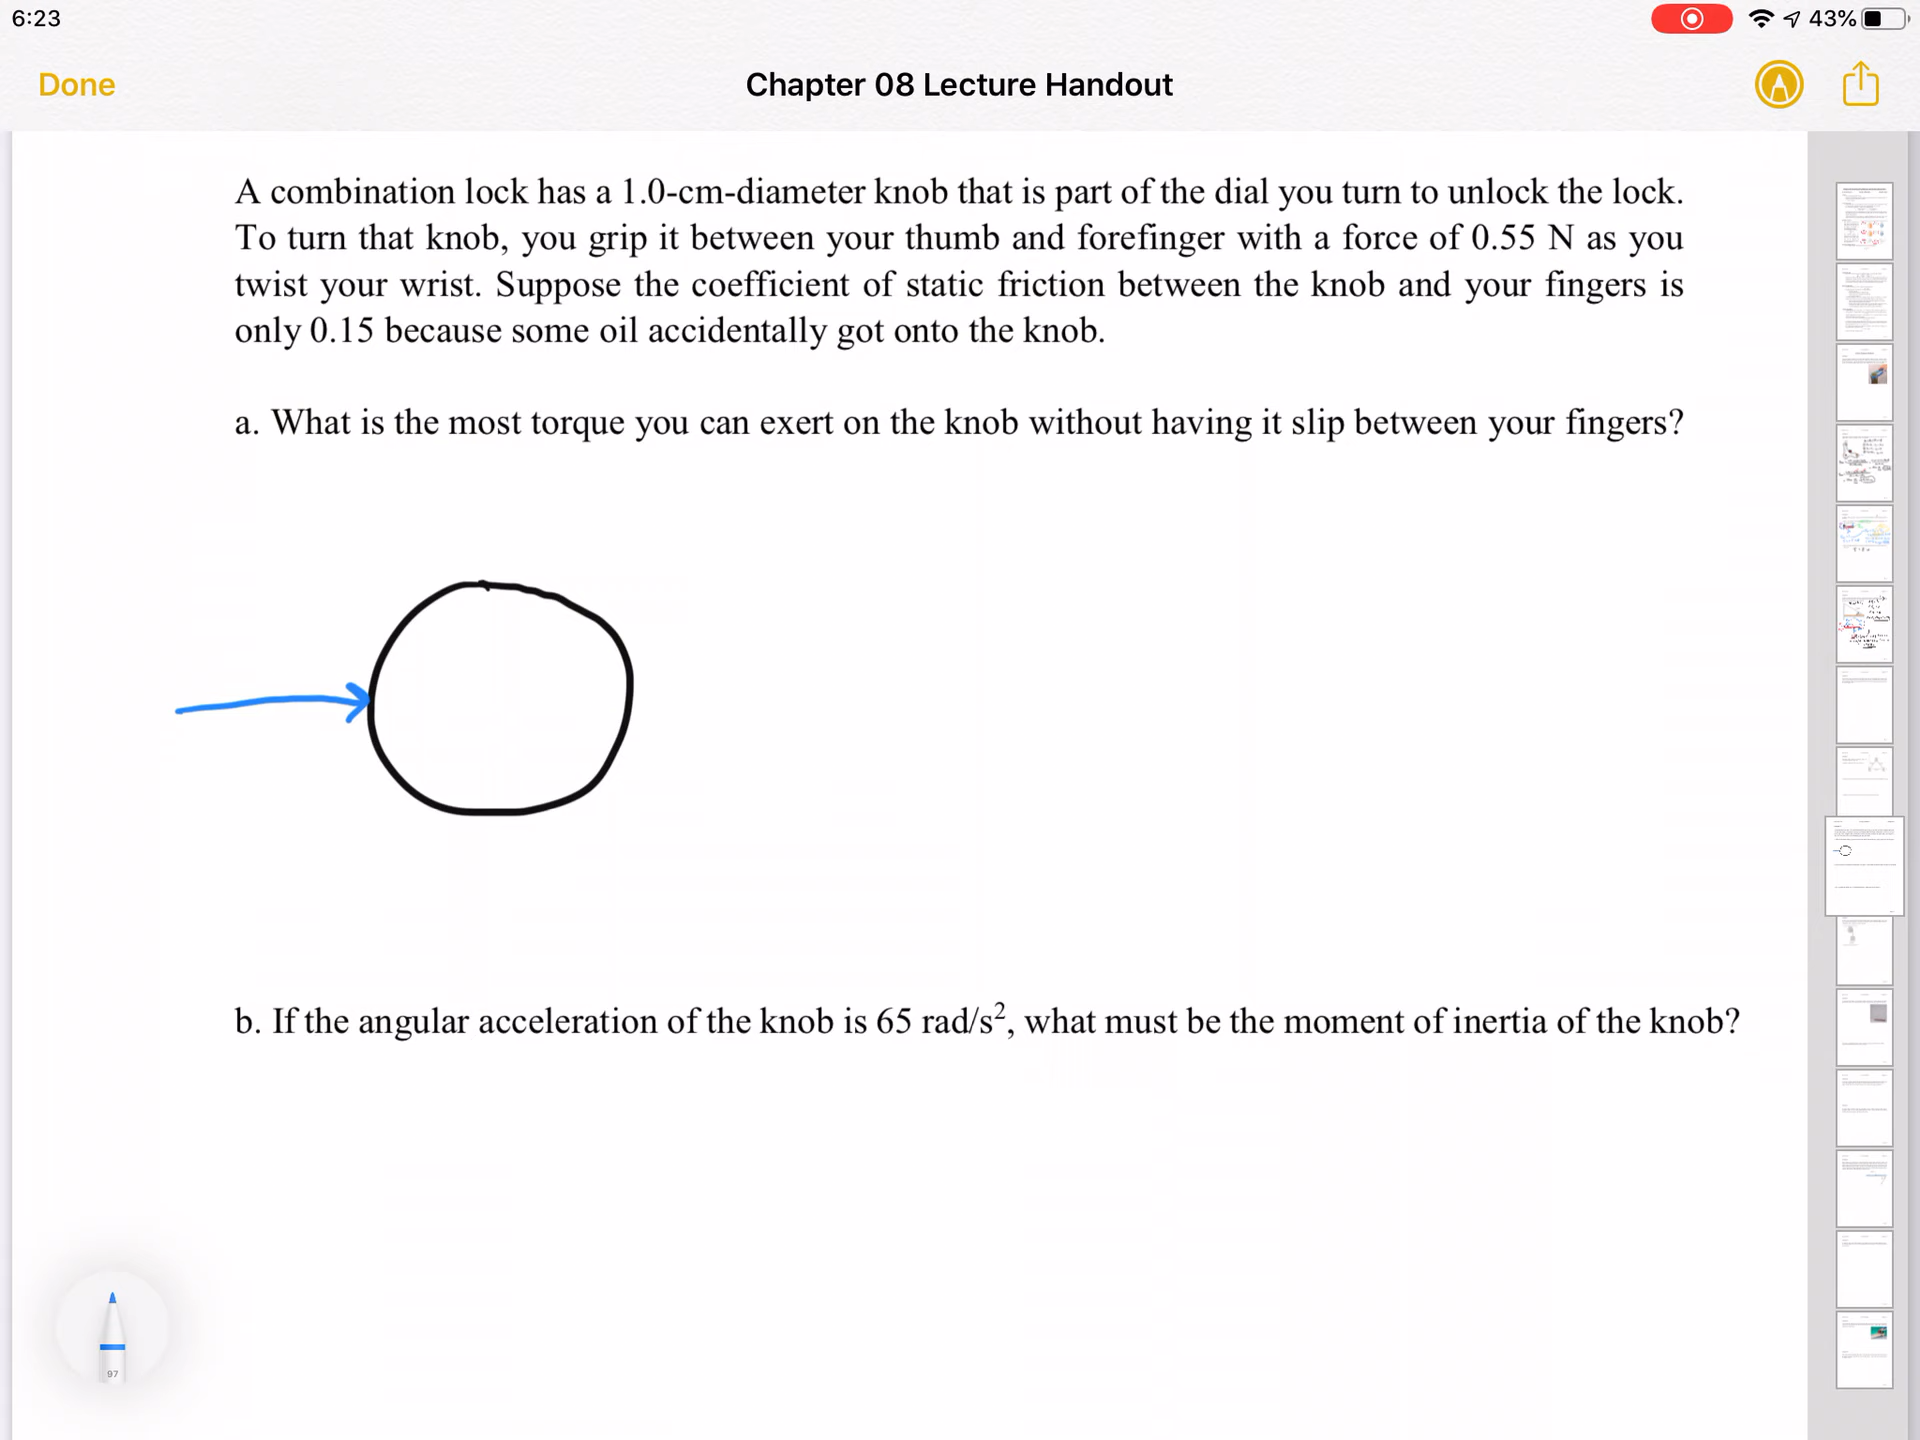 6:23
43%
Done
Chapter 08 Lecture Handout
A combination lock has a 1.0-cm-diameter knob that is part of the dial you turn to unlock the lock.
To turn that knob, you grip it between your thumb and forefinger with a force of 0.55 N as you
twist your wrist. Suppose the coefficient of static friction between the knob and your fingers is
only 0.15 because some oil accidentally got onto the knob.
a. What is the most torque you can exert on the knob without having it slip between your fingers?
b. If the angular acceleration of the knob is 65 rad/s², what must be the moment of inertia of the knob?
97